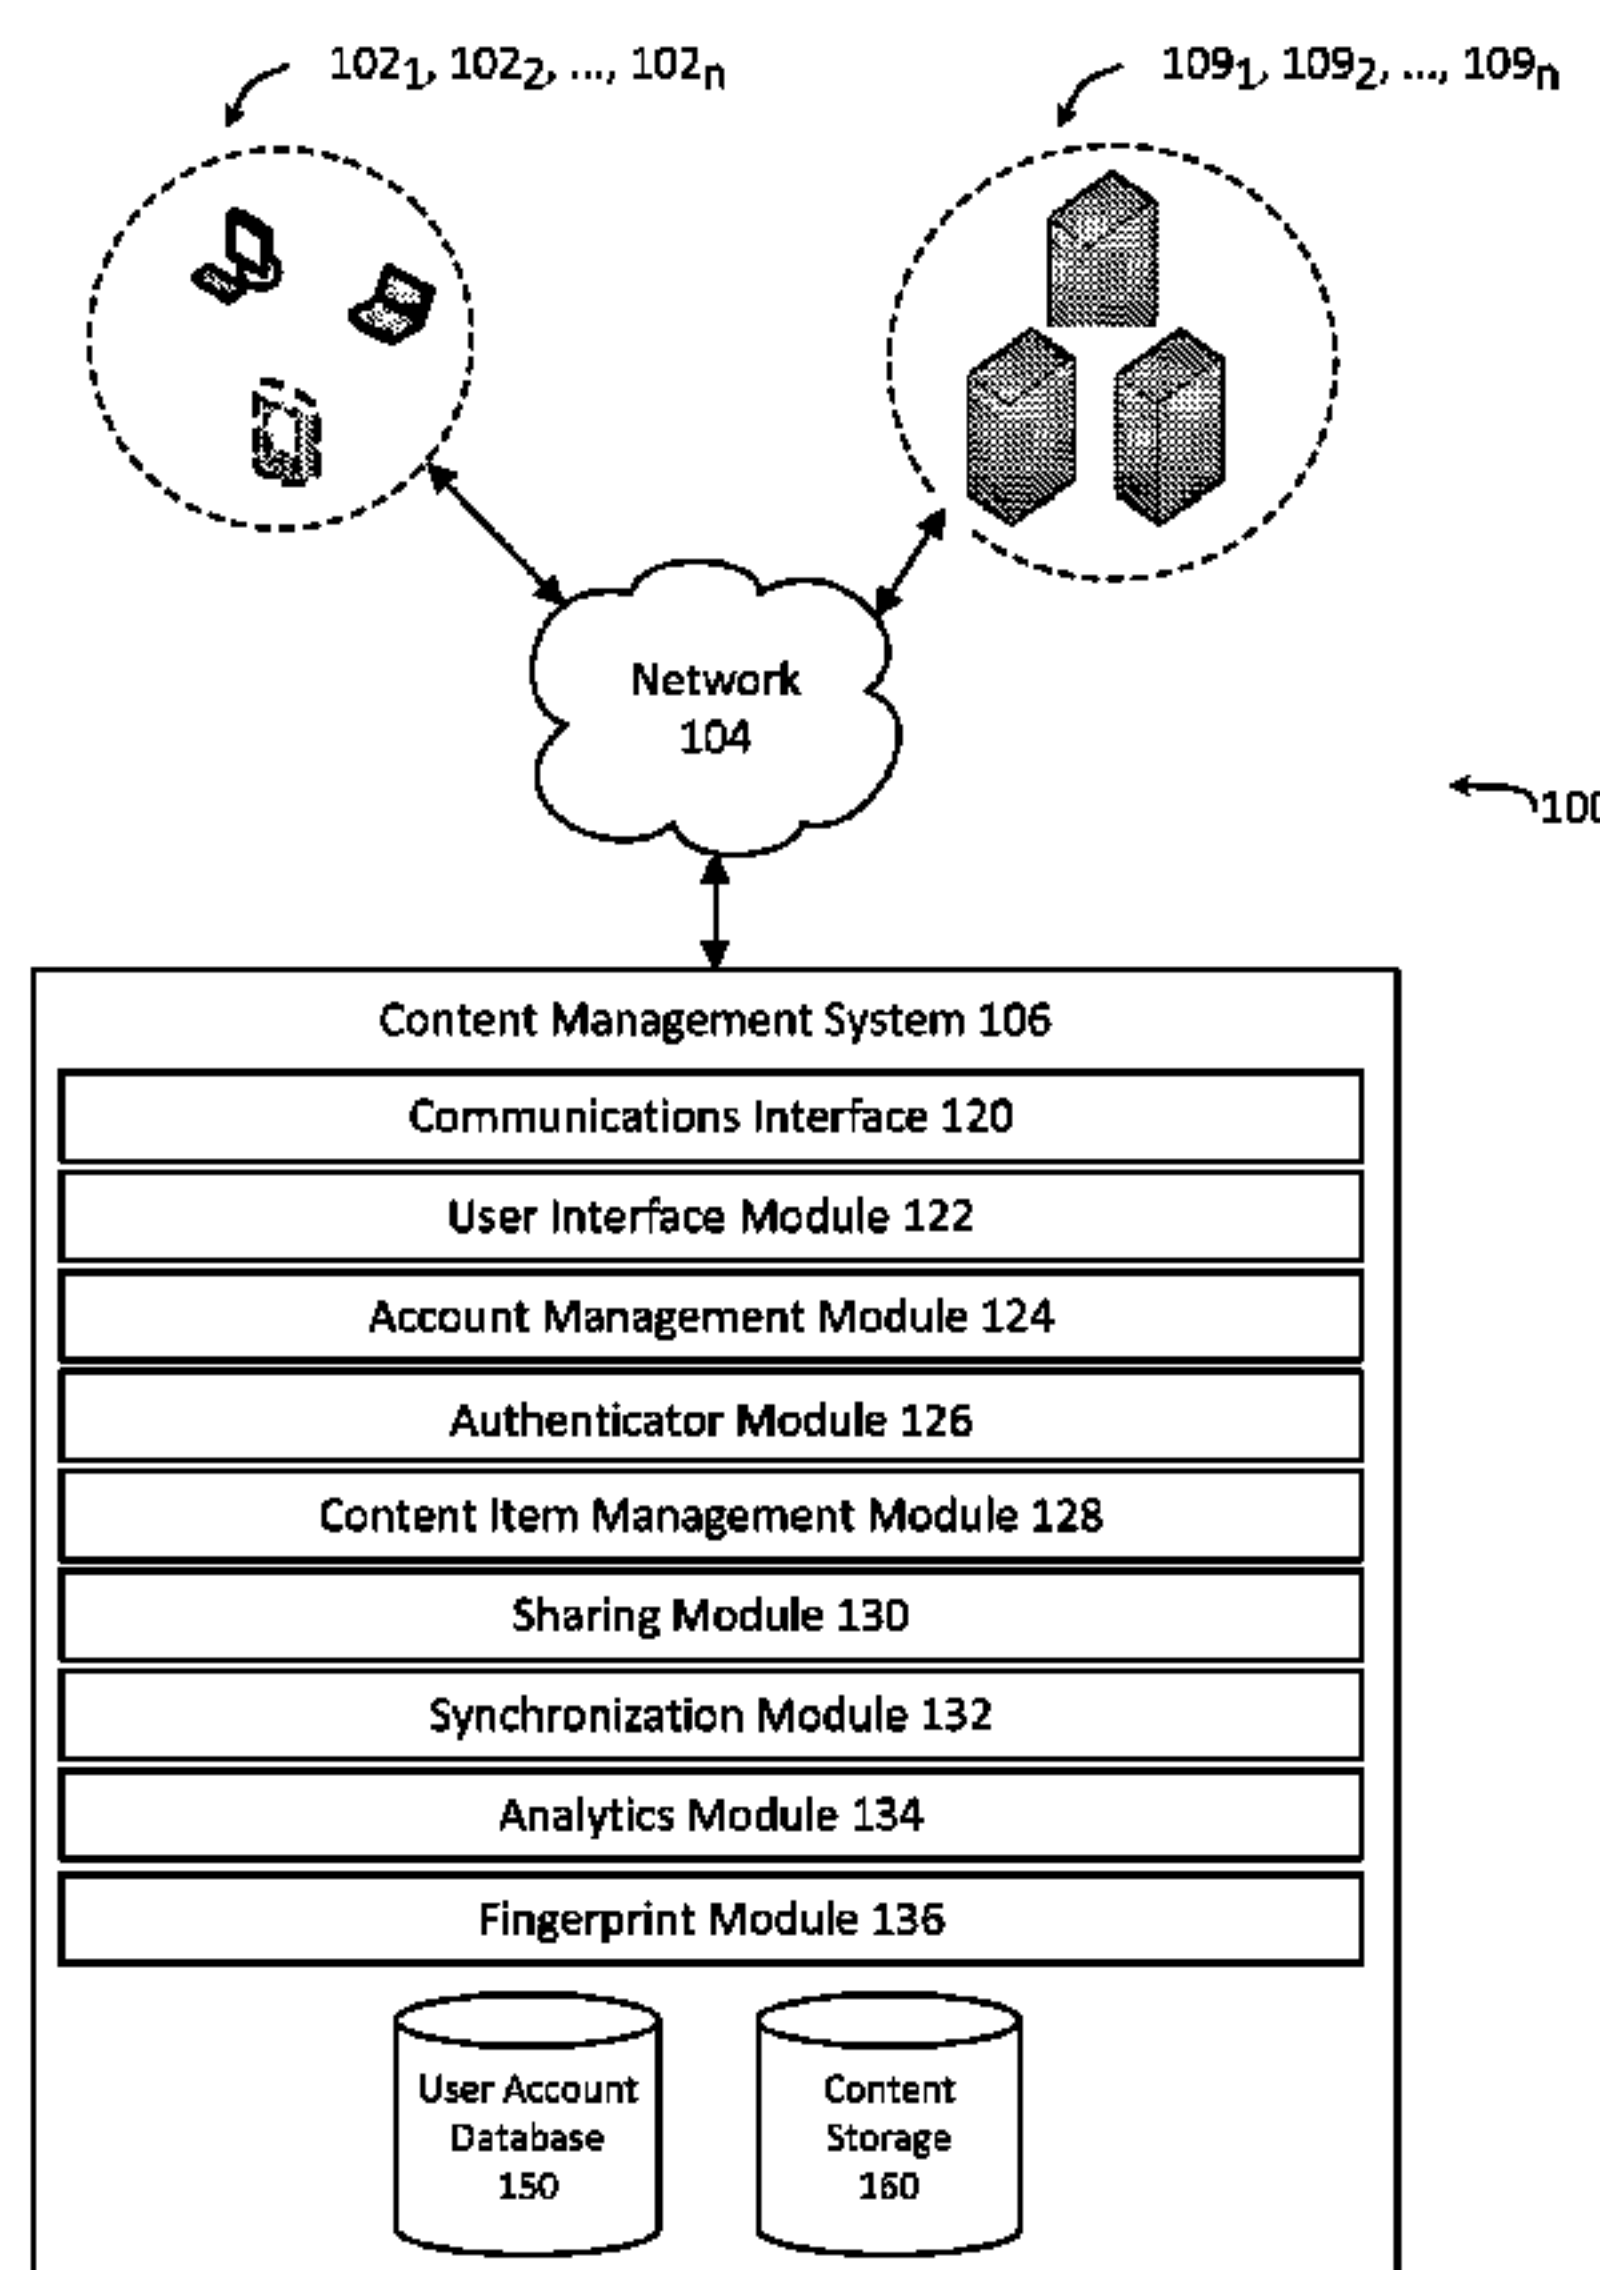 102₁, 102₂, ..., 102ₙ
109₁, 109₂, ..., 109ₙ
Network
104
100
Content Management System 106
Communications Interface 120
User Interface Module 122
Account Management Module 124
Authenticator Module 126
Content Item Management Module 128
Sharing Module 130
Synchronization Module 132
Analytics Module 134
Fingerprint Module 136
User Account
Database
150
Content
Storage
160